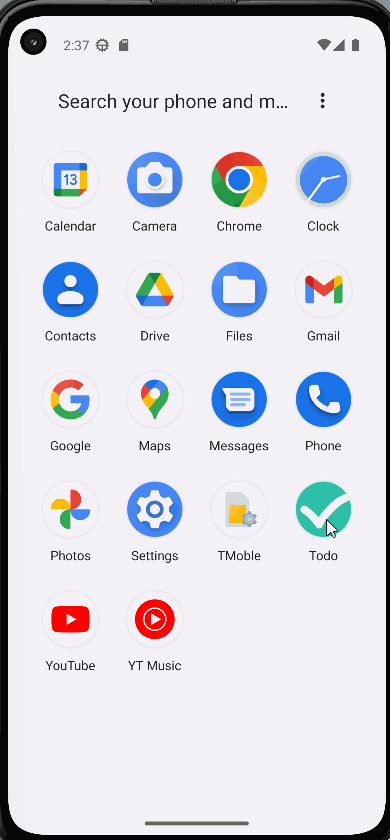 2:37
Search your phone and m...
13
Calendar Camera Chrome Clock
Contacts Drive Files Gmail
Google Maps Messages Phone
Photos Settings TMoble Todo
YouTube YT Music